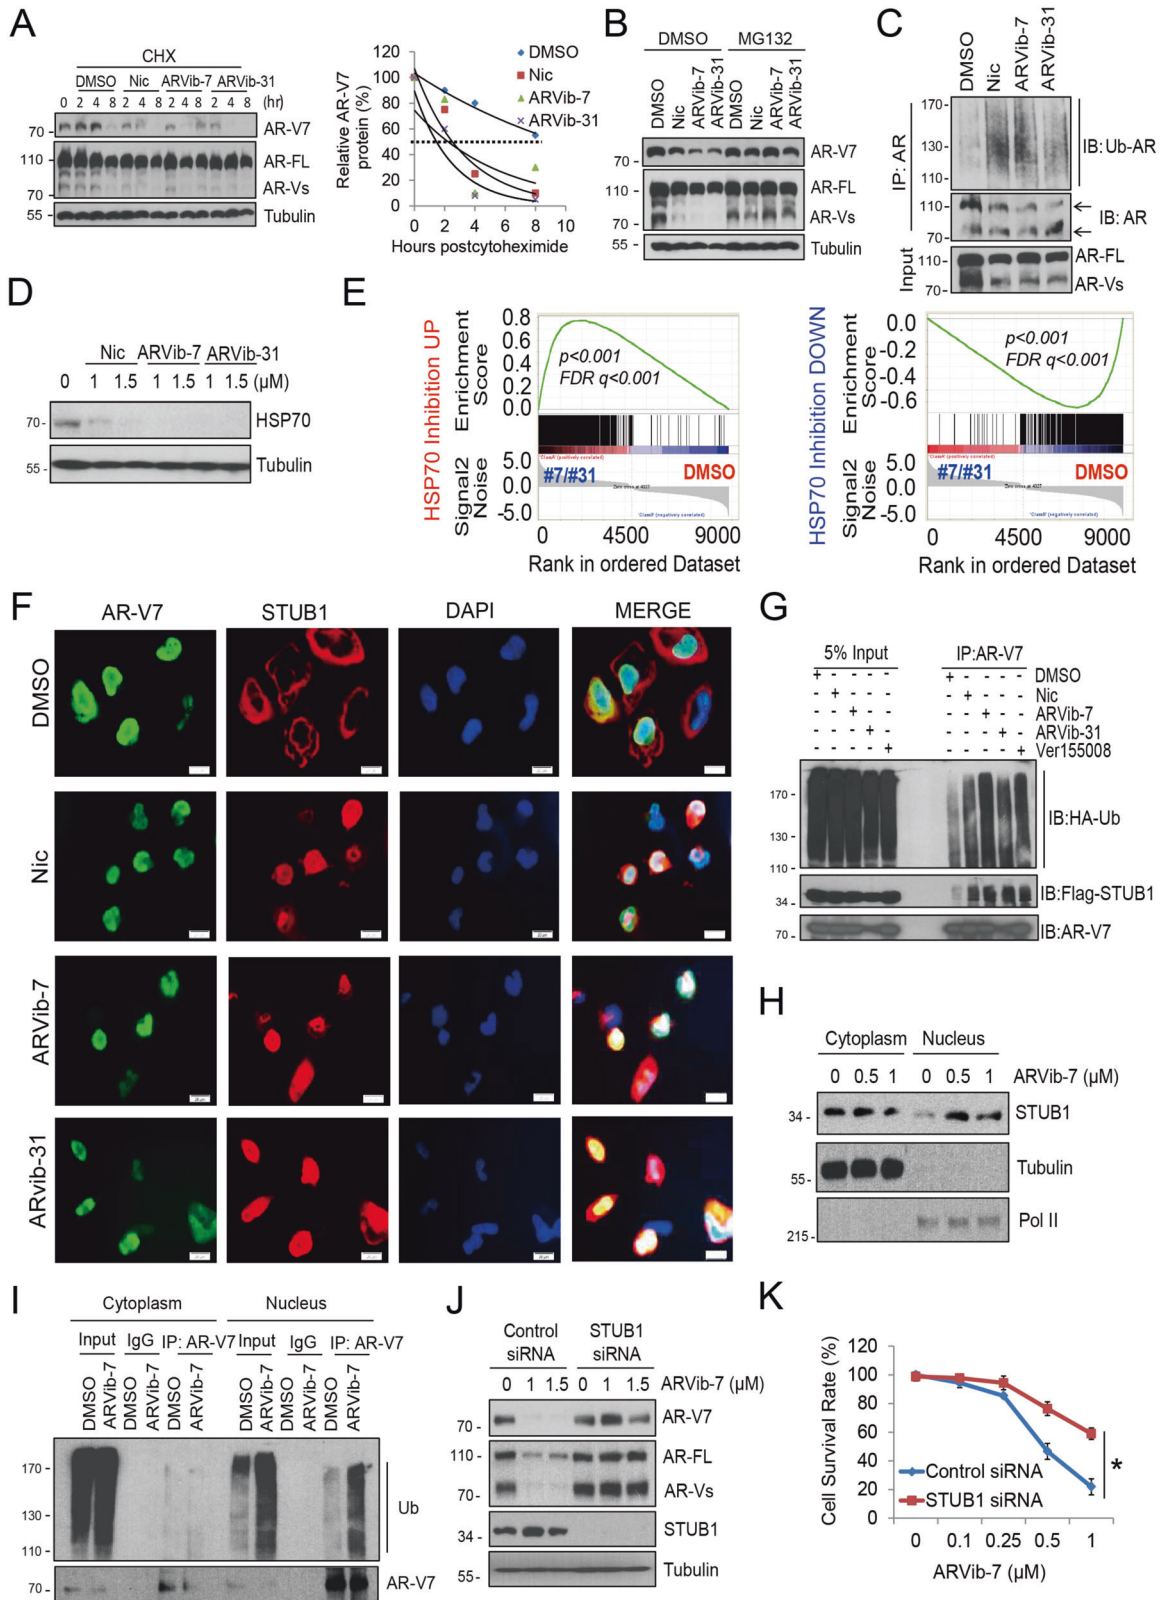 A
CHX
DMSO Nic ARVib-7 ARVib-31
0 2 4 8 2 4 8 2 4 8 2 4 8 (hr)
70 - AR-V7
110 - AR-FL
AR-Vs
70 -
55 - Tubulin
Relative AR-V7 protein (%)
120
100
80
60
40
20
0
0 2 4 6 8 10
Hours postcytoheximide
DMSO
Nic
ARVib-7
ARVib-31
B
DMSO MG132
DMSO Nic ARVib-7 ARVib-31 DMSO Nic ARVib-7 ARVib-31
AR-V7
70 -
110 - AR-FL
70 - AR-Vs
55 - Tubulin
C
DMSO Nic ARVib-7 ARVib-31
IP: AR
170 -
130 -
110 -
IB:Ub-AR
110 -
70 -
IB: AR
Input
110 - AR-FL
70 - AR-Vs
D
Nic ARVib-7 ARVib-31
0 1 1.5 1 1.5 1 1.5 (µM)
70 - HSP70
55 - Tubulin
E
HSP70 Inhibition UP
Enrichment Score
0.8
0.6
0.4
0.2
0.0
p<0.001
FDR q<0.001
Signal2 Noise
5.0
0.0
-5.0
#7/#31 DMSO
0 4500 9000
Rank in ordered Dataset
HSP70 Inhibition DOWN
Enrichment Score
0.0
-0.2
-0.4
-0.6
p<0.001
FDR q<0.001
Signal2 Noise
5.0
0.0
-5.0
#7/#31 DMSO
0 4500 9000
Rank in ordered Dataset
F
AR-V7 STUB1 DAPI MERGE
DMSO
Nic
ARVib-7
ARvib-31
G
5% Input IP:AR-V7
+ - - - - + - - - - DMSO
- + - - - - + - - - Nic
- - + - - - - + - - ARVib-7
- - - + - - - - + - ARVib-31
- - - - + - - - - + Ver155008
170 -
130 -
110 -
IB:HA-Ub
34 - IB:Flag-STUB1
70 - IB:AR-V7
H
Cytoplasm Nucleus
0 0.5 1 0 0.5 1 ARVib-7 (µM)
34 - STUB1
55 - Tubulin
215 - Pol II
I
Cytoplasm Nucleus
Input IgG IP: AR-V7 Input IgG IP: AR-V7
DMSO ARVib-7 DMSO ARVib-7 DMSO ARVib-7 DMSO ARVib-7 DMSO ARVib-7 DMSO ARVib-7
170 -
130 -
110 -
Ub
70 - AR-V7
J
Control siRNA STUB1 siRNA
0 1 1.5 0 1 1.5 ARVib-7 (µM)
70 - AR-V7
110 - AR-FL
70 - AR-Vs
34 - STUB1
55 - Tubulin
K
Cell Survival Rate (%)
120
100
80
60
40
20
0
Control siRNA
STUB1 siRNA
*
0 0.1 0.25 0.5 1
ARVib-7 (µM)